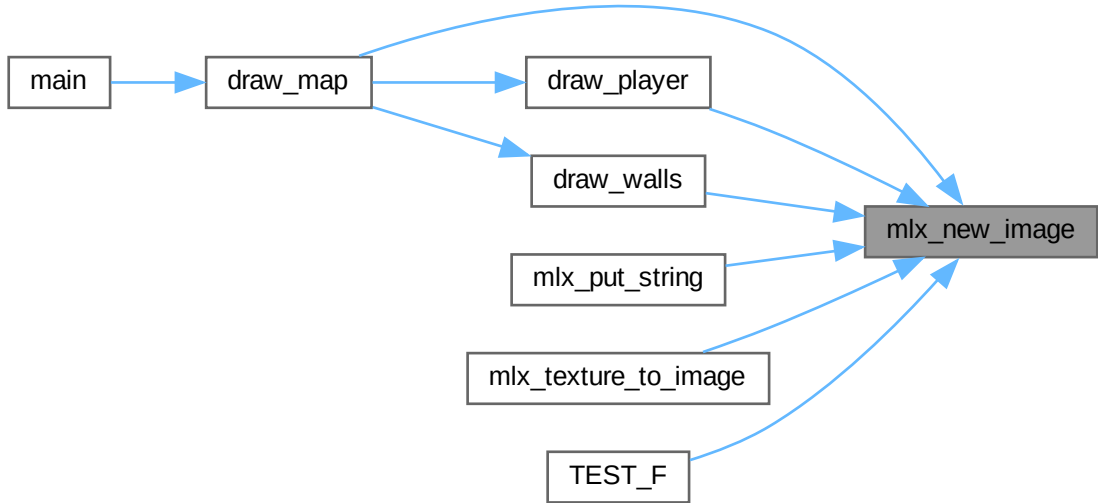 main
draw_map
draw_player
draw_walls
mlx_new_image
mlx_put_string
mlx_texture_to_image
TEST_F